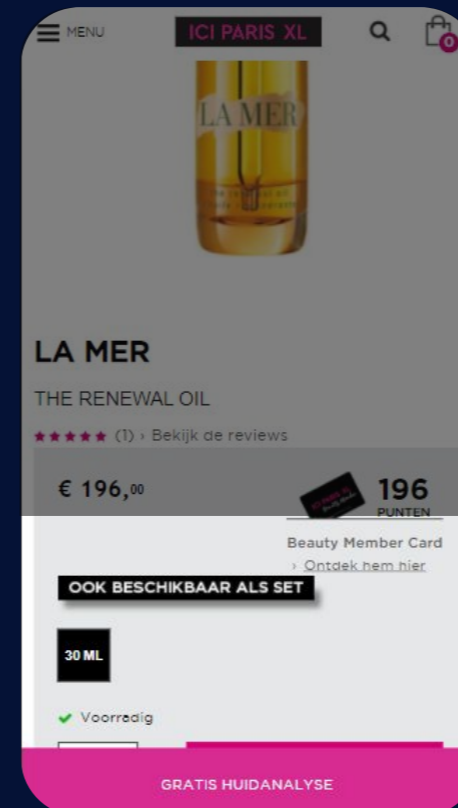 MENU
ICI PARIS XL
0
LA MER
LA MER
THE RENEWAL OIL
★★★★★ (1) › Bekijk de reviews
€ 196,00
196
PUNTEN
Beauty Member Card
› Ontdek hem hier
OOK BESCHIKBAAR ALS SET
30 ML
✓ Voorradig
GRATIS HUIDANALYSE